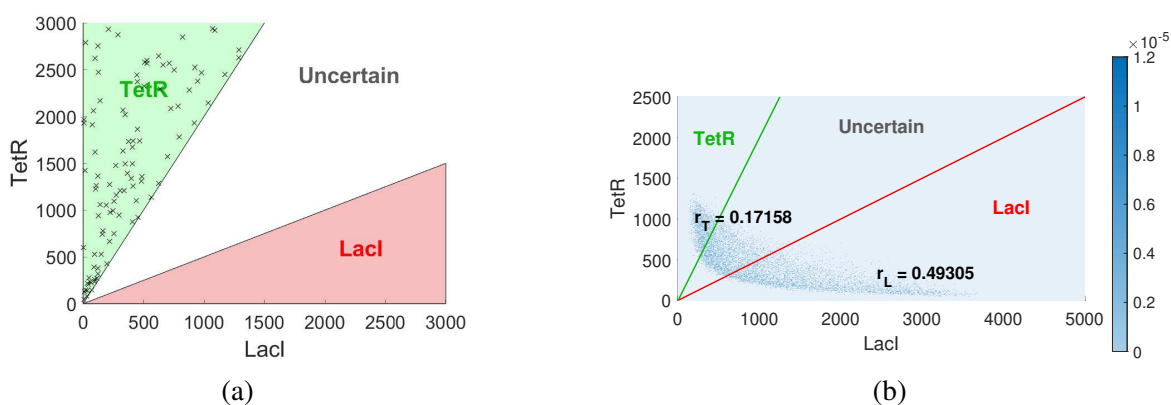 3000
2500
2000
1500
1000
500
0
TetR
TetR
Uncertain
LacI
0 500 1000 1500 2000 2500 3000
LacI
(a)
×10^-5
1.2
1
0.8
0.6
0.4
0.2
0
2500
2000
1500
1000
500
0
TetR
TetR
Uncertain
LacI
r_T = 0.17158
r_L = 0.49305
0 1000 2000 3000 4000 5000
LacI
(b)